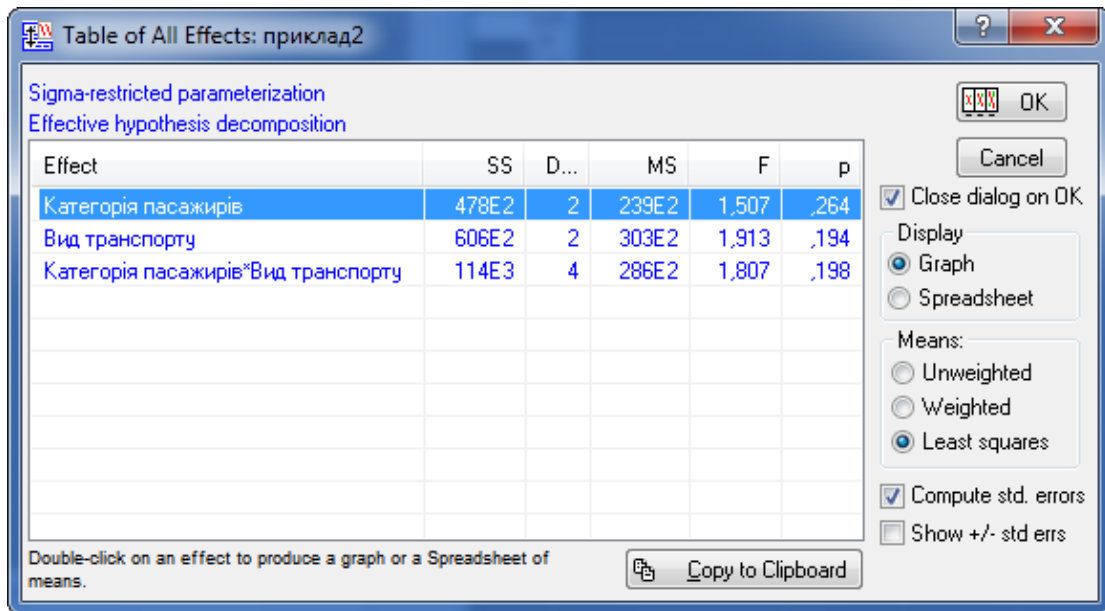 Table of All Effects: приклад2
? X
Sigma-restricted parameterization
Effective hypothesis decomposition
Effect SS D... MS F p
Категорія пасажирів 478E2 2 239E2 1,507 ,264
Вид транспорту 606E2 2 303E2 1,913 ,194
Категорія пасажирів*Вид транспорту 114E3 4 286E2 1,807 ,198
Double-click on an effect to produce a graph or a Spreadsheet of
means.
Copy to Clipboard
OK
Cancel
Close dialog on OK
Display
Graph
Spreadsheet
Means:
Unweighted
Weighted
Least squares
Compute std. errors
Show +/- std errs